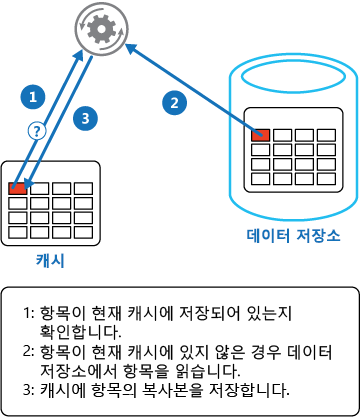 1
2
?
3
데이터 저장소
캐시
1: 항목이 현재 캐시에 저장되어 있는지
확인합니다.
2: 항목이 현재 캐시에 있지 않은 경우 데이터
저장소에서 항목을 읽습니다.
3: 캐시에 항목의 복사본을 저장합니다.